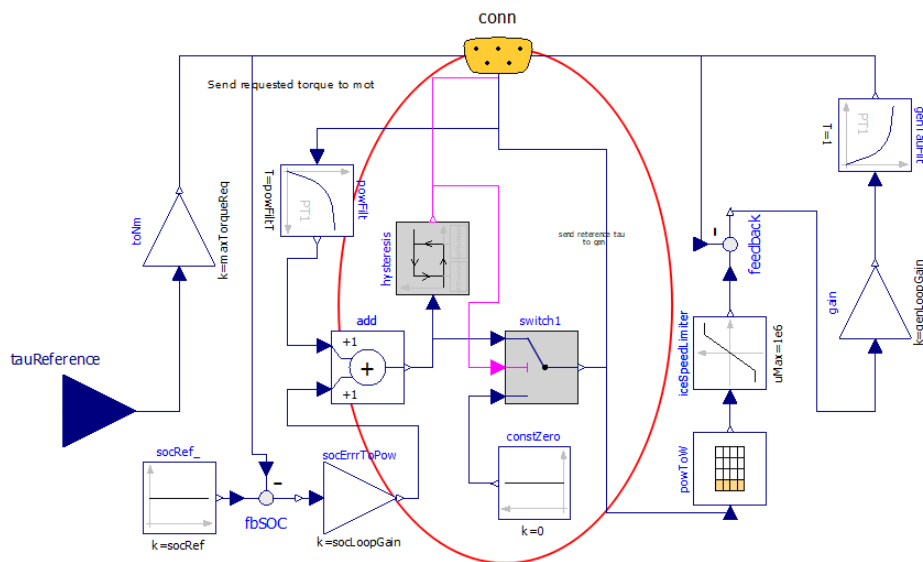 conn
Send requested torque to mot
PT1
T=1
genTauFilt
PT1
T=powFiltT
powFilt
toNm
k=maxTorqueReq
hysteresis
send reference tau
to gen
feedback
gain
k=genLoopGain
add
+1
+
+1
switch1
iceSpeedLimiter
uMax=1e6
tauReference
socRef_
k=socRef
fbSOC
socErrrToPow
k=socLoopGain
constZero
k=0
powToW